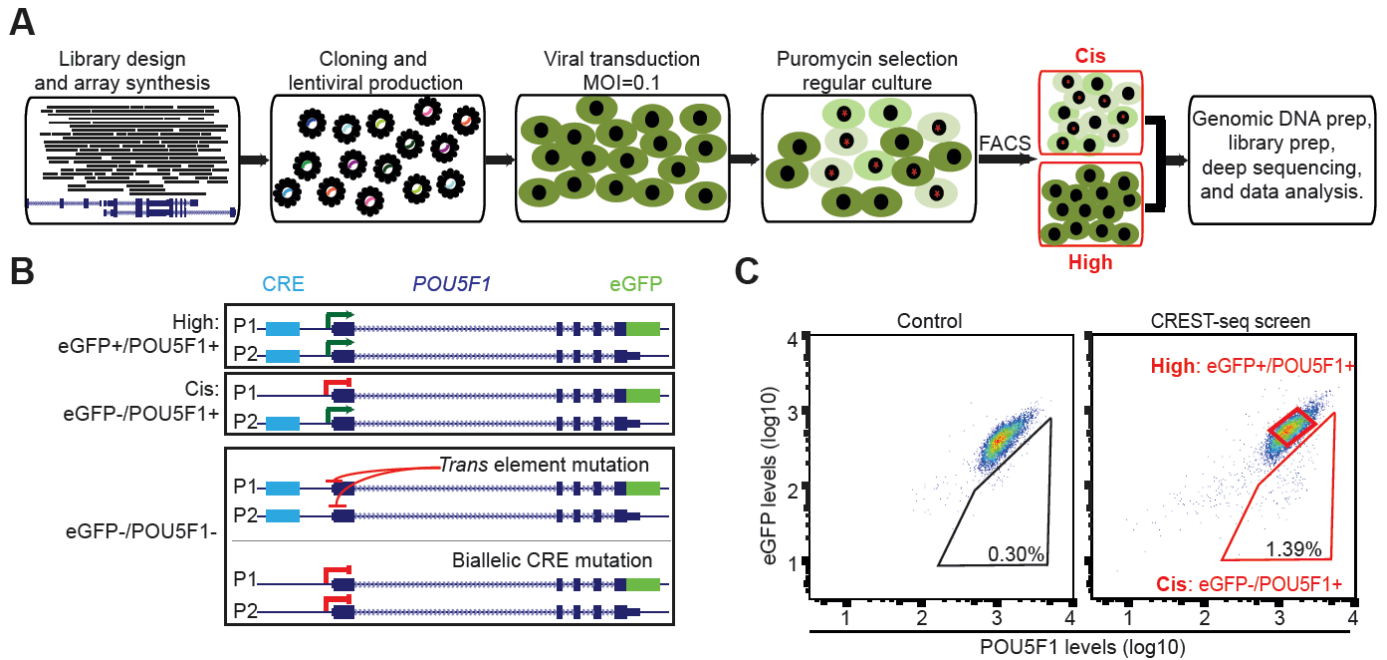 A
Library design
and array synthesis
Cloning and
lentiviral production
Viral transduction
MOI=0.1
Puromycin selection
regular culture
FACS
Cis
High
Genomic DNA prep,
library prep,
deep sequencing,
and data analysis.
B
CRE
POU5F1
eGFP
High:
eGFP+/POU5F1+
P1
P2
Cis:
eGFP-/POU5F1+
P1
P2
eGFP-/POU5F1-
Trans element mutation
P1
P2
Biallelic CRE mutation
P1
P2
C
Control
CREST-seq screen
eGFP levels (log10)
4
3
2
1
0.30%
High: eGFP+/POU5F1+
1.39%
Cis: eGFP-/POU5F1+
1 2 3 4
1 2 3 4
POU5F1 levels (log10)